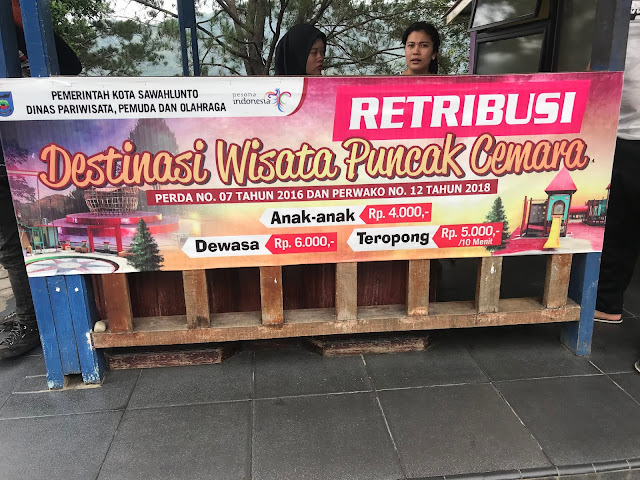 PEMERINTAH KOTA SAWAHLUNTO
DINAS PARIWISATA, PEMUDA DAN OLAHRAGA
pesona
indonesia
RETRIBUSI
Destinasi Wisata Puncak Cemara
PERDA NO. 07 TAHUN 2016 DAN PERWAKO NO. 12 TAHUN 2018
Anak-anak Rp. 4.000,-
Dewasa Rp. 6.000,- Teropong Rp. 5.000,-
/10 Menit